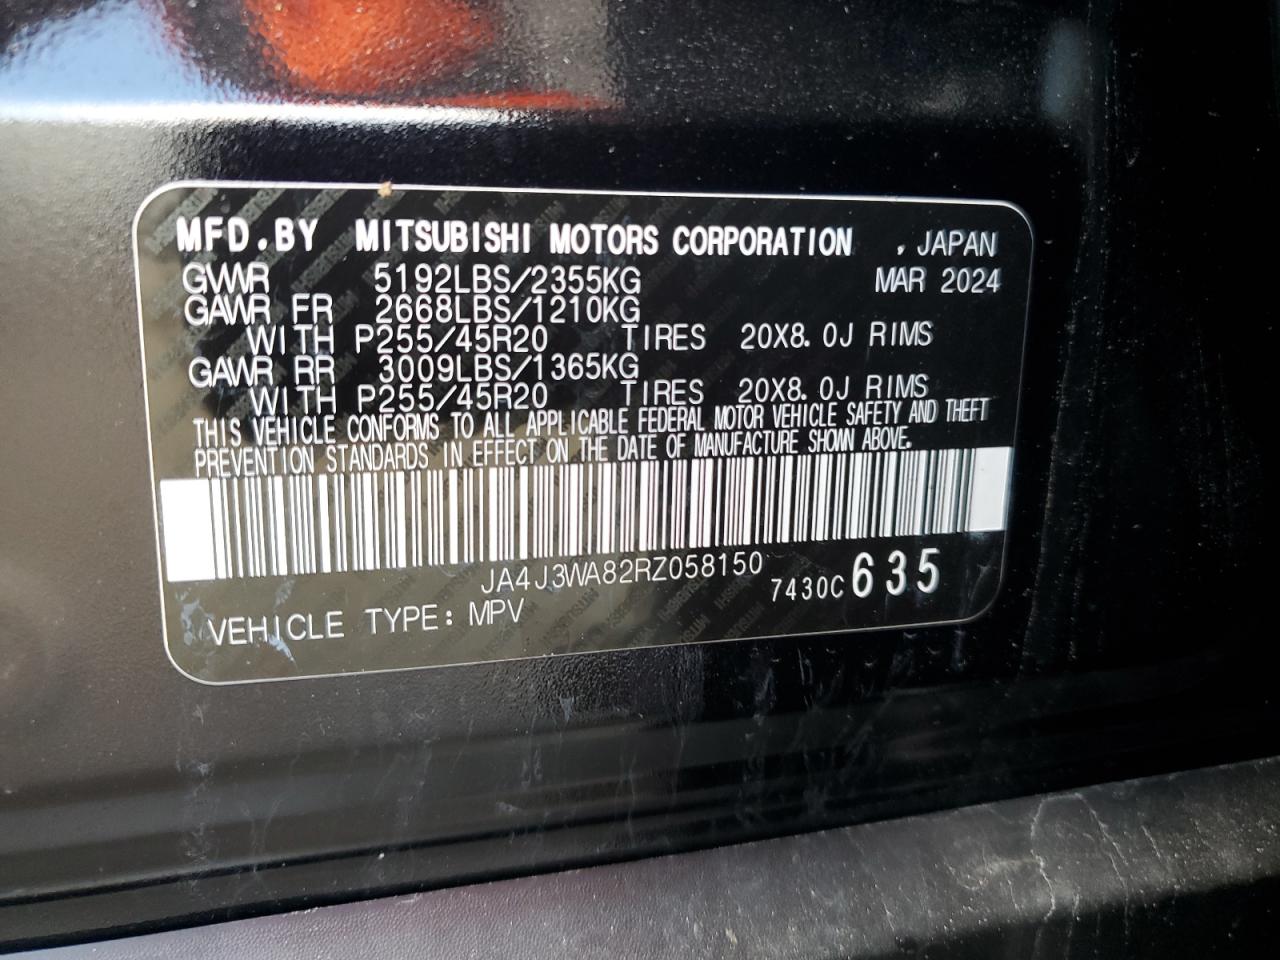 MFD.BY MITSUBISHI MOTORS CORPORATION , JAPAN
GVWR 5192LBS/2355KG MAR 2024
GAWR FR 2668LBS/1210KG
WITH P255/45R20 TIRES 20X8.0J RIMS
GAWR RR 3009LBS/1365KG
WITH P255/45R20 TIRES 20X8.0J RIMS
THIS VEHICLE CONFORMS TO ALL APPLICABLE FEDERAL MOTOR VEHICLE SAFETY AND THEFT
PREVENTION STANDARDS IN EFFECT ON THE DATE OF MANUFACTURE SHOWN ABOVE.
JA4J3WA82RZ058150 7430C 635
VEHICLE TYPE: MPV